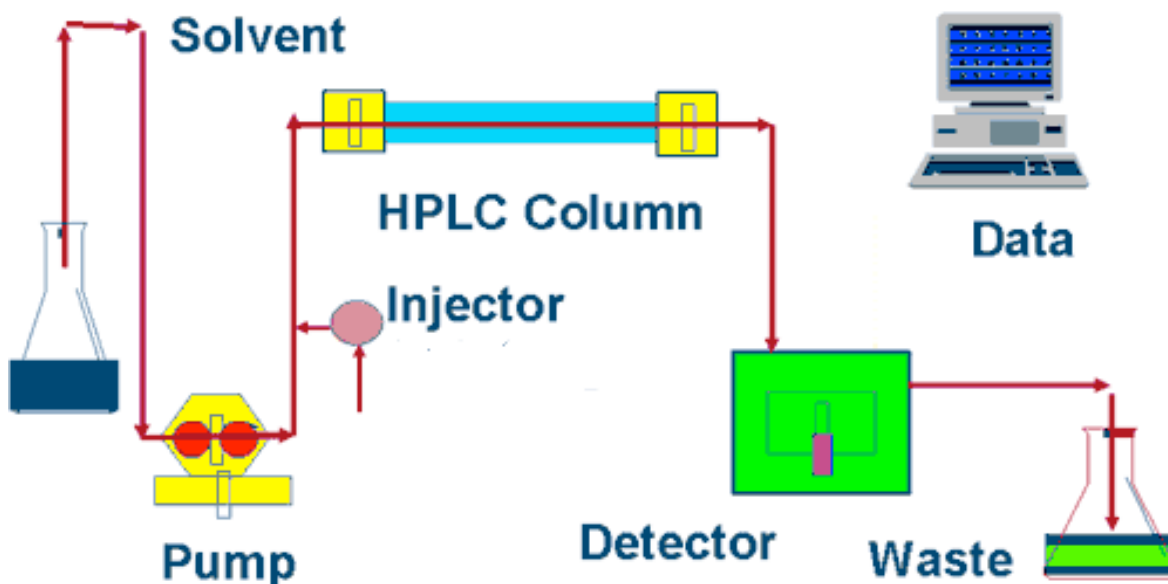 Solvent
HPLC Column
Data
Injector
Pump
Detector
Waste